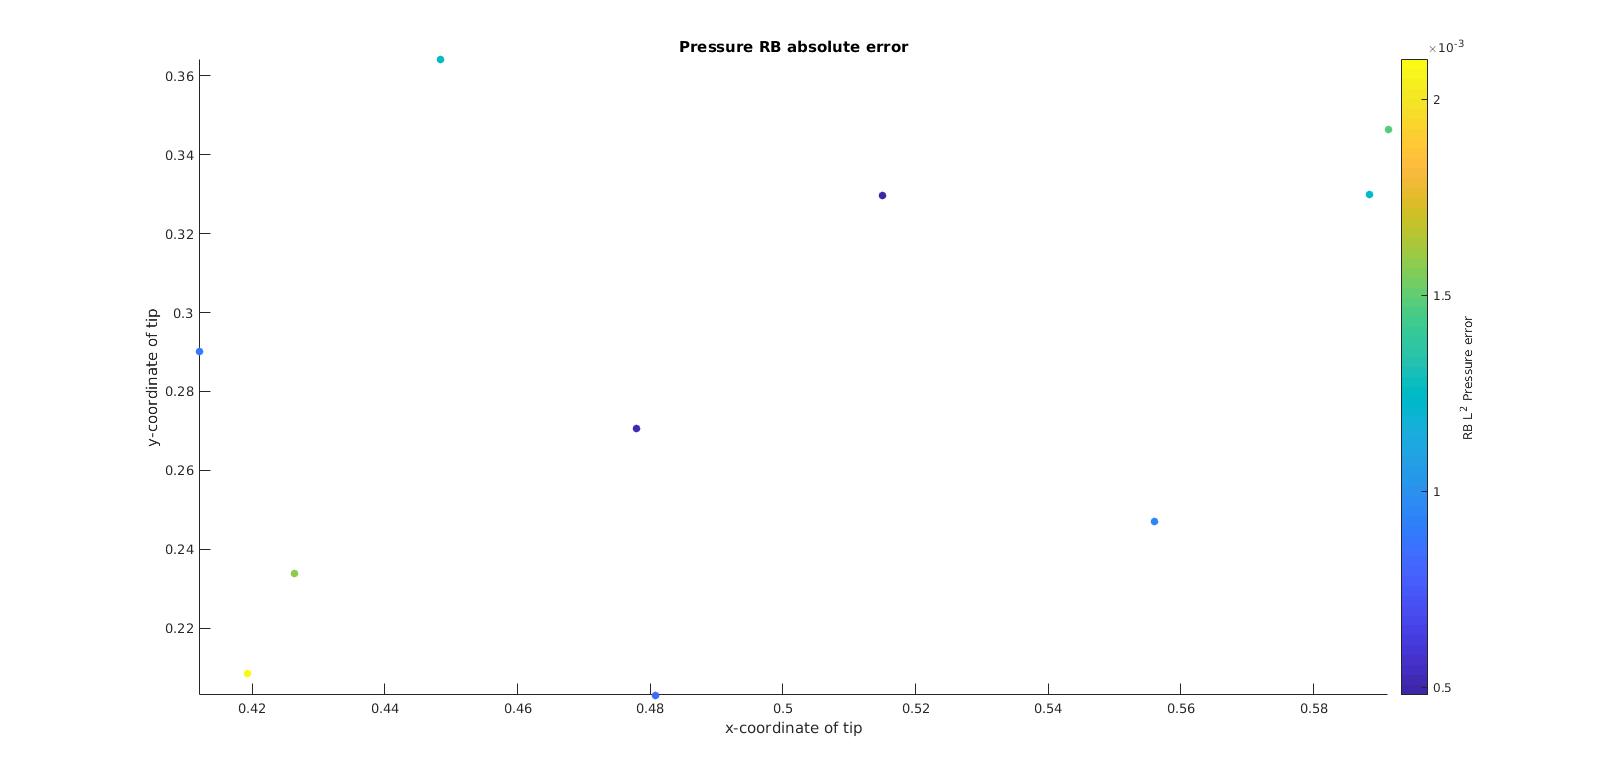 Pressure RB absolute error
×10-3
0.36
0.34
0.32
0.3
0.28
0.26
0.24
0.22
y-coordinate of tip
0.42 0.44 0.46 0.48 0.5 0.52 0.54 0.56 0.58
x-coordinate of tip
2
1.5
1
0.5
RB L2 Pressure error